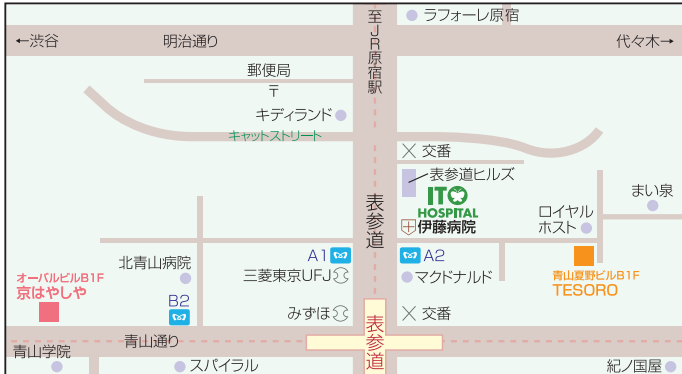 ラフォーレ原宿
←渋谷
明治通り
至JR原宿駅
代々木→
郵便局
〒
キディランド
キャットストリート
交番
表参道ヒルズ
ITO
HOSPITAL
伊藤病院
表参道
まい泉
ロイヤル
ホスト
A1
A2
北青山病院
三菱東京UFJ
マクドナルド
オーバルビルB1F
京はやしや
青山夏野ビルB1F
TESORO
B2
みずほ
交番
表参道
青山通り
青山学院
スパイラル
紀ノ国屋